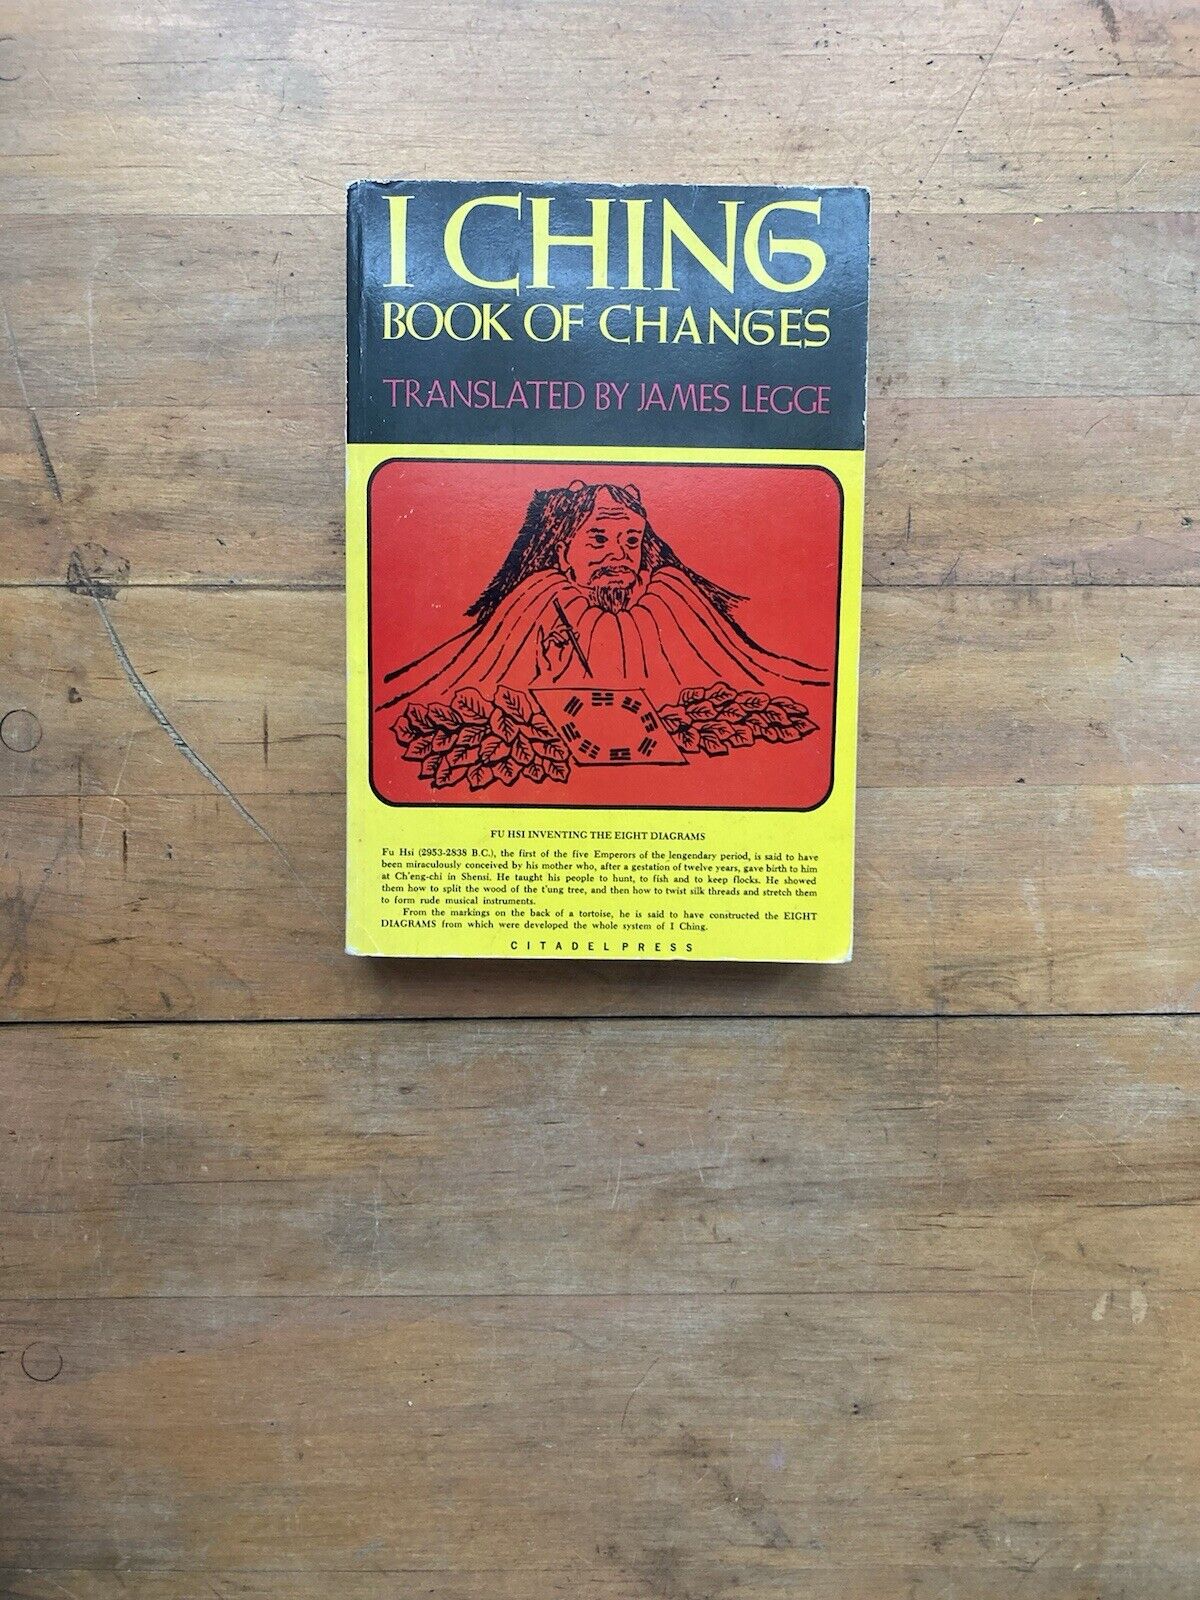 I CHING
BOOK OF CHANGES
TRANSLATED BY JAMES LEGGE
FU HSI INVENTING THE EIGHT DIAGRAMS
Fu Hsi (2953-2838 B.C.), the first of the five Emperors of the lengendary period, is said to have
been miraculously conceived by his mother who, after a gestation of twelve years, gave birth to him
at Ch'eng-chi in Shensi. He taught his people to hunt, to fish and to keep flocks. He showed
them how to split the wood of the t'ung tree, and then how to twist silk threads and stretch them
to form rude musical instruments.
From the markings on the back of a tortoise, he is said to have constructed the EIGHT
DIAGRAMS from which were developed the whole system of I Ching.
CITADEL PRESS